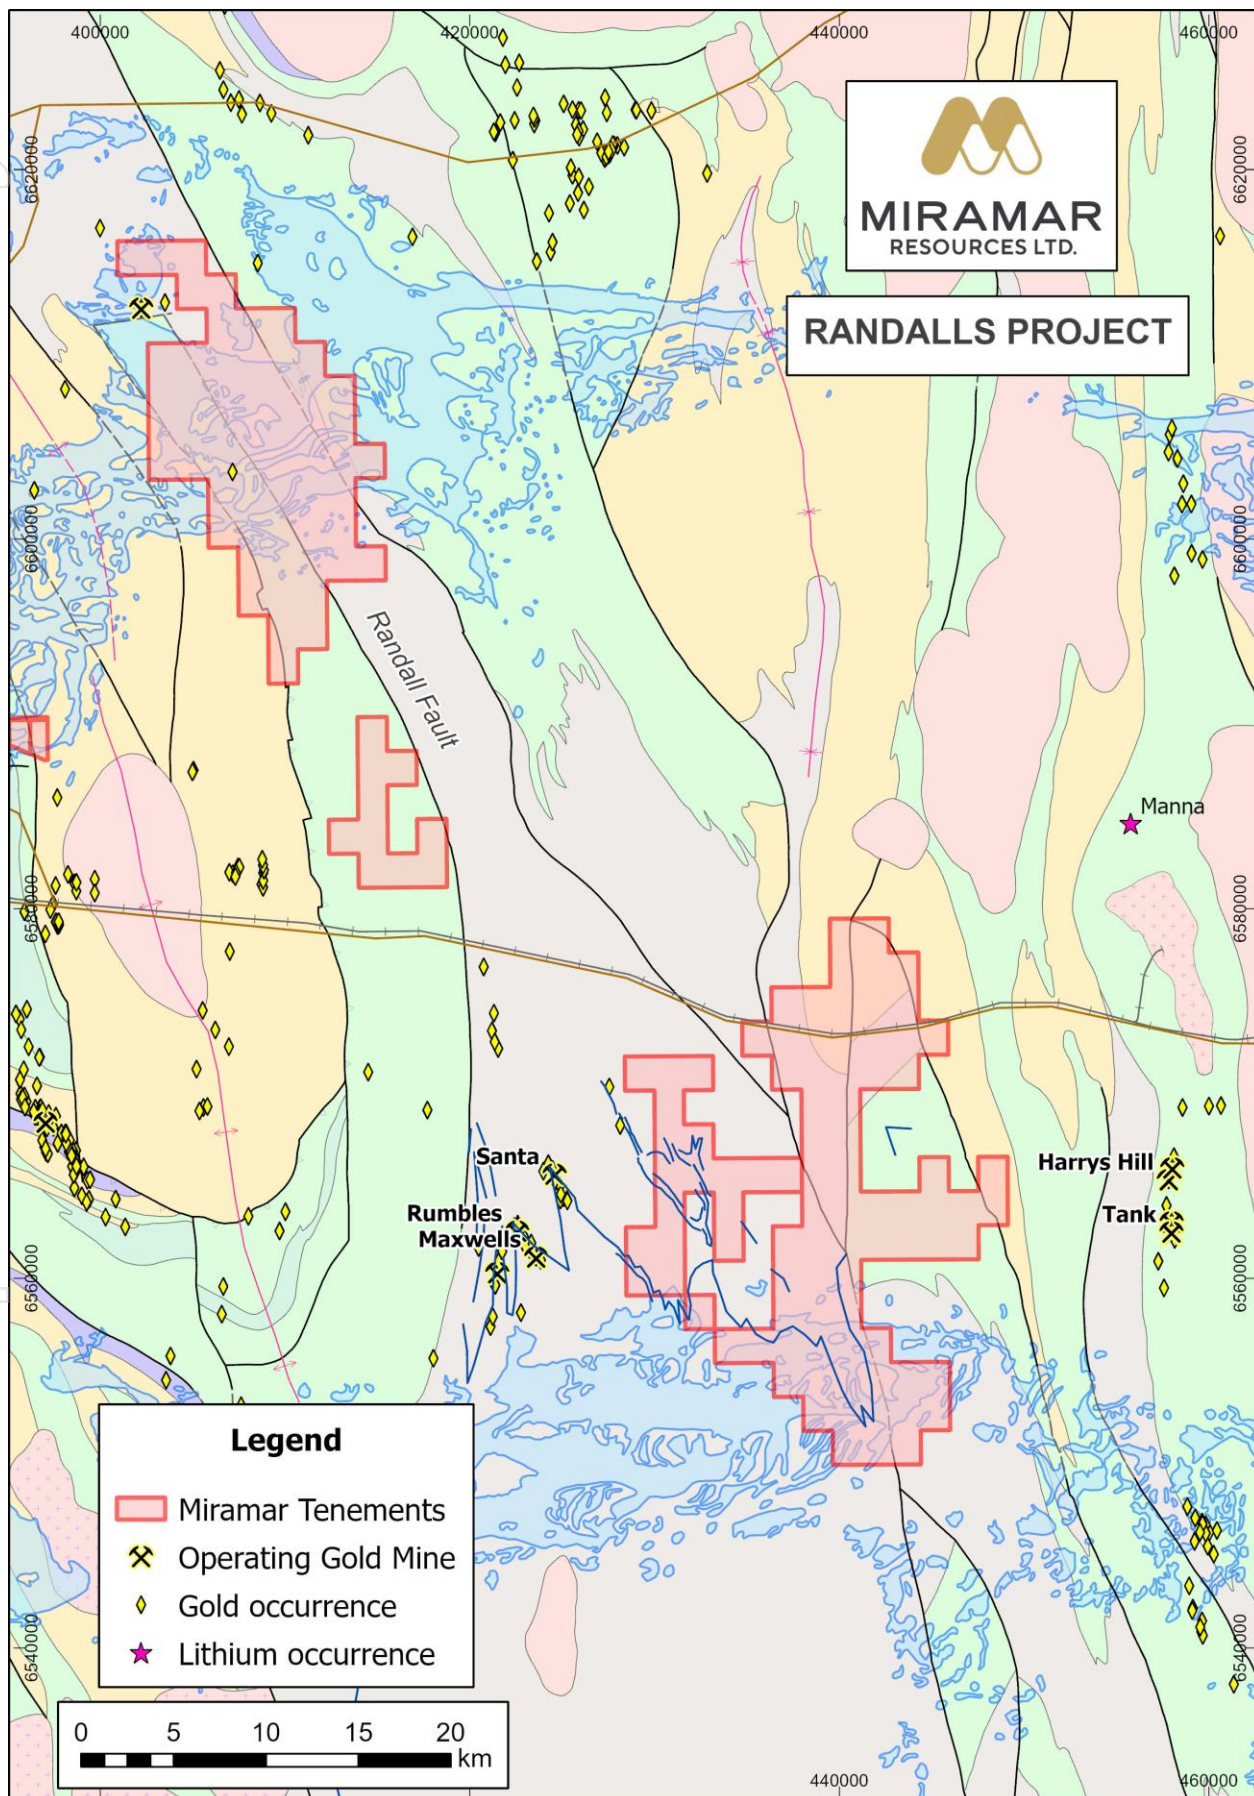 400000
420000
440000
460000
MIRAMAR
RESOURCES LTD.
6620000
6620000
RANDALLS PROJECT
6600000
6600000
Randall Fault
Manna
6580000
6580000
Santa
Harrys Hill
Rumbles
Tank
Maxwells
6560000
6560000
Legend
Miramar Tenements
Operating Gold Mine
Gold occurrence
Lithium occurrence
6540000
6540000
0 5 10 15 20
km
440000
460000